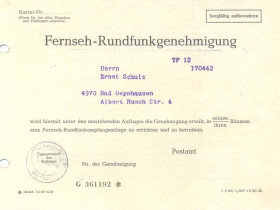 Karto-Nr.
Sorgfältig aufbewahren
Fernseh-Rundfunkgenehmigung
TF 12
Herrn 170462
Ernst Schulz
4970 Bad Oeynhausen
Albert Rusch Str. 6
wird hiermit unter den umstehenden Auflagen die Genehmigung erteilt, in seinen Räumen
ihren
eine Fernseh-Rundfunkempfangsanlage zu errichten und zu betreiben.
Postamt
Nr. der Genehmigung
G 361192 *